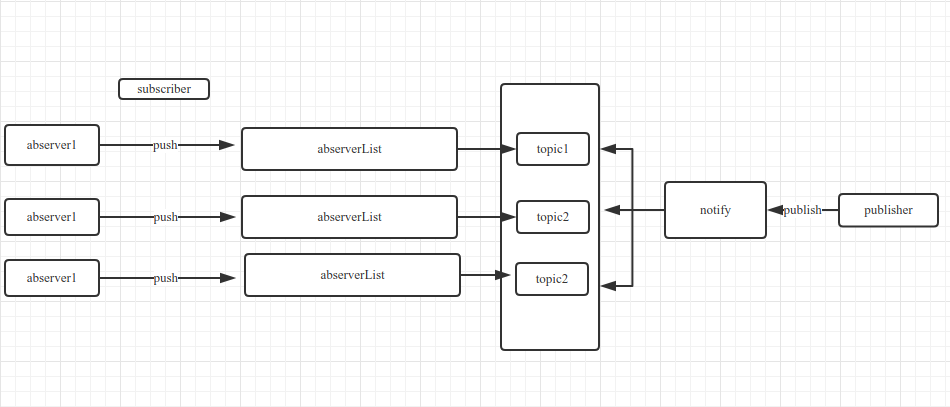 subscriber
abserver1
push
abserverList
topic1
abserver1
push
abserverList
topic2
notify
publish
publisher
abserver1
push
abserverList
topic2